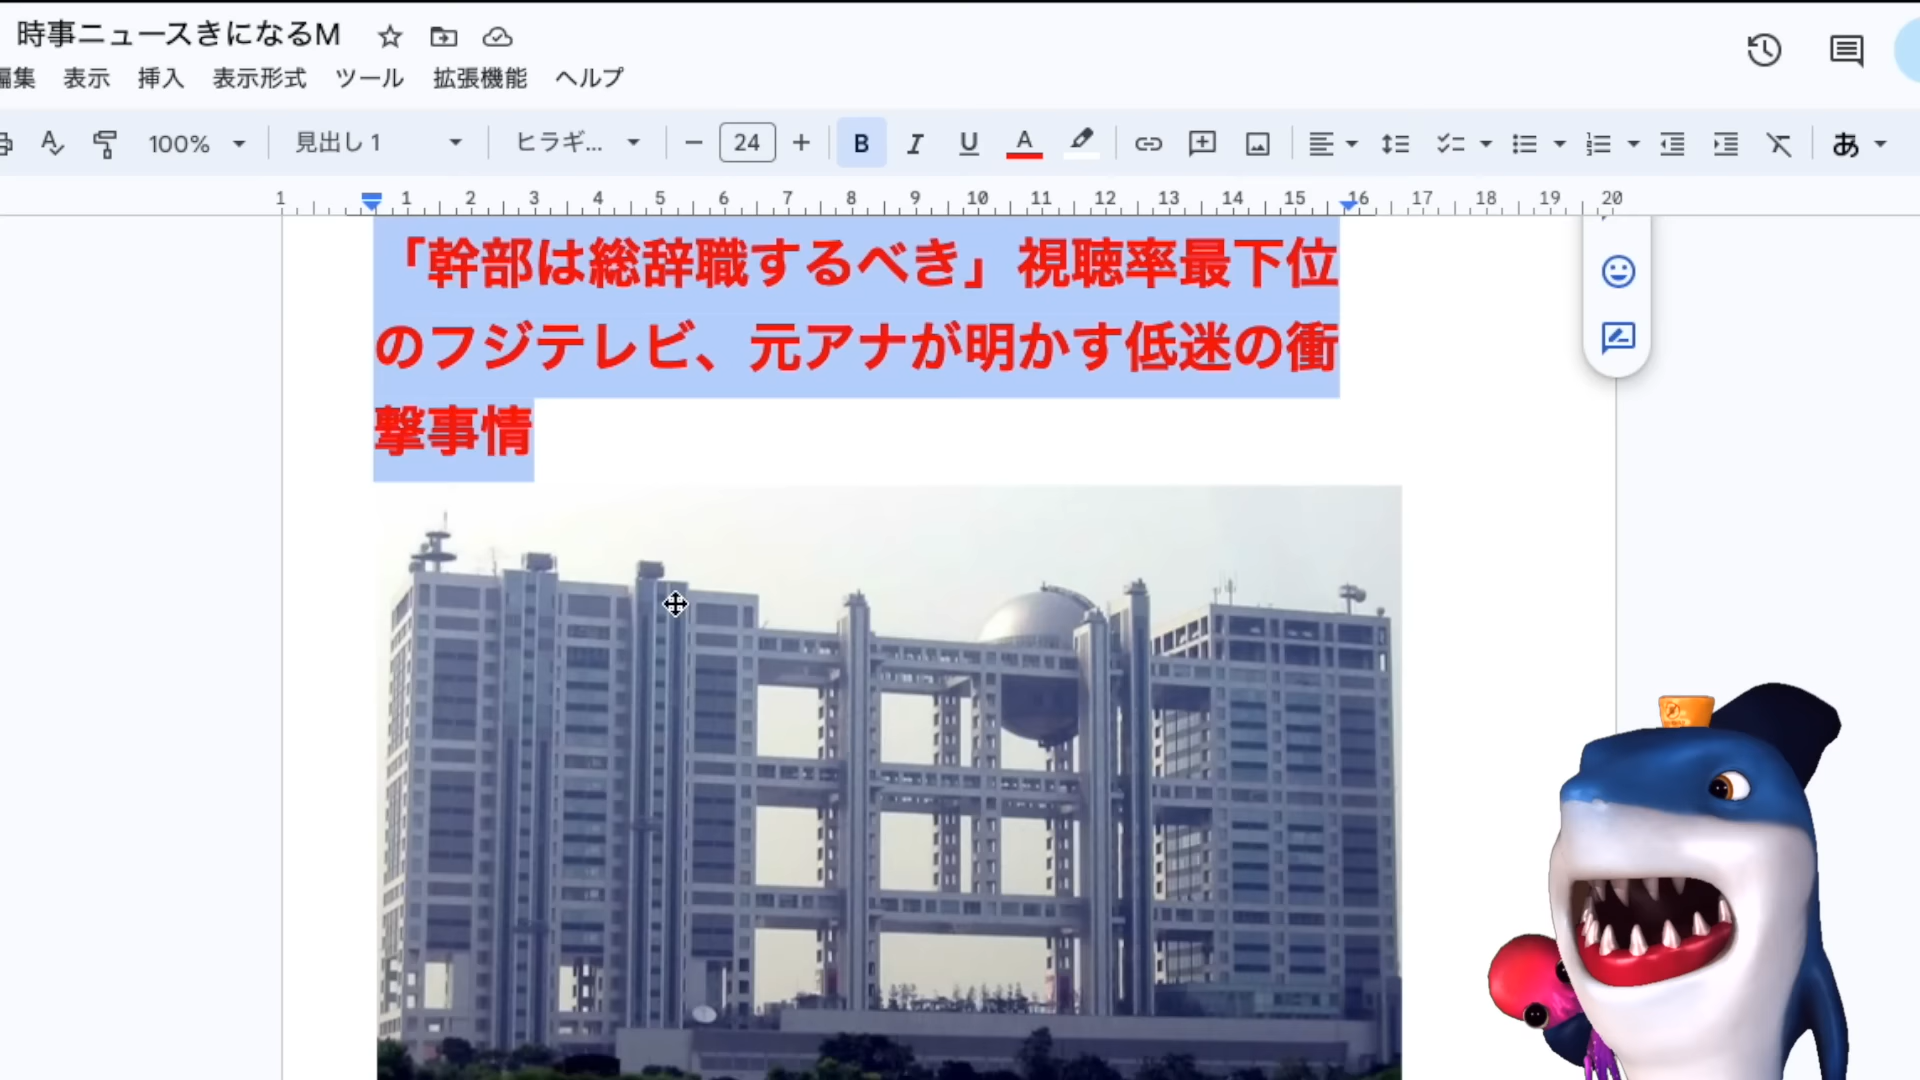 時事ニュースきになるM
編集 表示 挿入 表示形式 ツール 拡張機能 ヘルプ
100% 見出し 1 ヒラギ... 24 B I U A あ
1 1 2 3 4 5 6 7 8 9 10 11 12 13 14 15 16 17 18 19 20
「幹部は総辞職するべき」視聴率最下位
のフジテレビ、元アナが明かす低迷の衝
撃事情